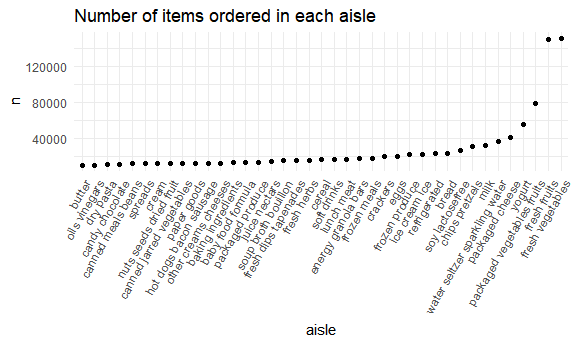 Number of items ordered in each aisle
120000
80000
40000
n
butter
oils vinegars
dry pasta
candy chocolate
canned meals beans
spreads
cream
nuts seeds dried fruit
canned jarred vegetables
paper goods
hot dogs bacon sausage
other creams cheeses
baking ingredients
baby food formula
packaged produce
juice nectars
soup broth bouillon
fresh dips tapenades
fresh herbs
cereal
soft drinks
lunch meat
energy granola bars
frozen meals
crackers
eggs
frozen produce
ice cream ice
refrigerated
bread
soy lactosefree
chips pretzels
milk
water seltzer sparkling water
packaged cheese
yogurt
packaged vegetables fruits
fresh fruits
fresh vegetables
aisle